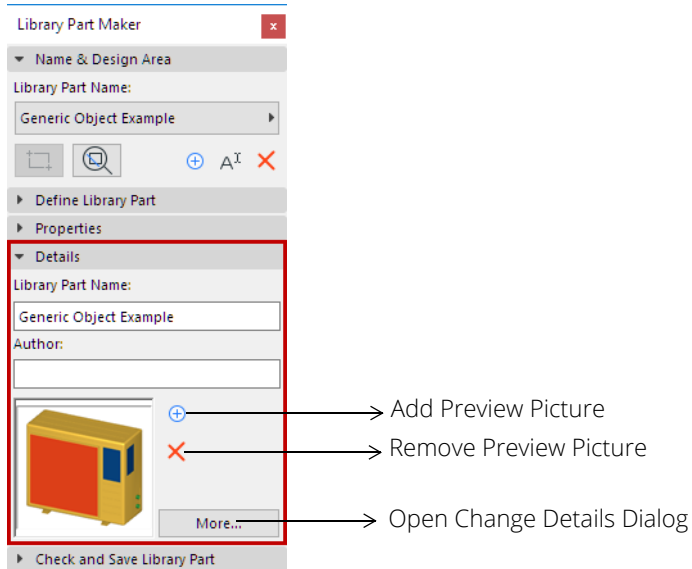 Library Part Maker
x
Name & Design Area
Library Part Name:
Generic Object Example
A
Define Library Part
Properties
Details
Library Part Name:
Generic Object Example
Author:
Add Preview Picture
Remove Preview Picture
More...
Open Change Details Dialog
Check and Save Library Part